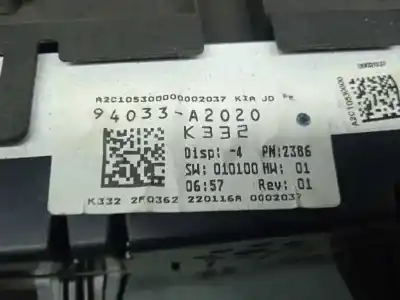 A2C10530000002037 KIA JD PE
94033-A2020
K332
Disp: -4 PN:2386
SW: 010100 HW: 01
06:57 Rev: 01
K332 2F0362 220116A 0002037
A2C10530000